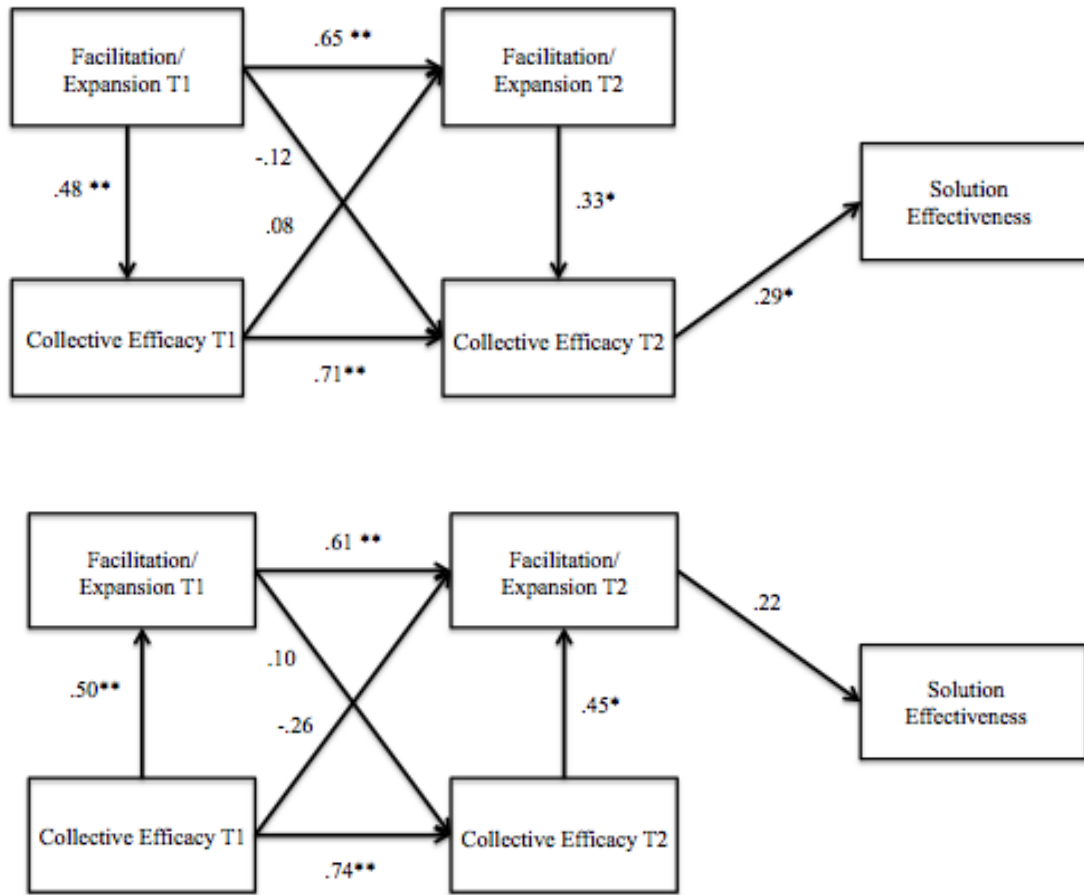 .65 **
Facilitation/
Expansion T1
Facilitation/
Expansion T2
-.12
.48 **
.33*
Solution
Effectiveness
.08
.29*
Collective Efficacy T1
Collective Efficacy T2
.71**
.61 **
Facilitation/
Expansion T1
Facilitation/
Expansion T2
.22
.10
.50**
.45*
Solution
Effectiveness
-.26
Collective Efficacy T1
Collective Efficacy T2
.74**